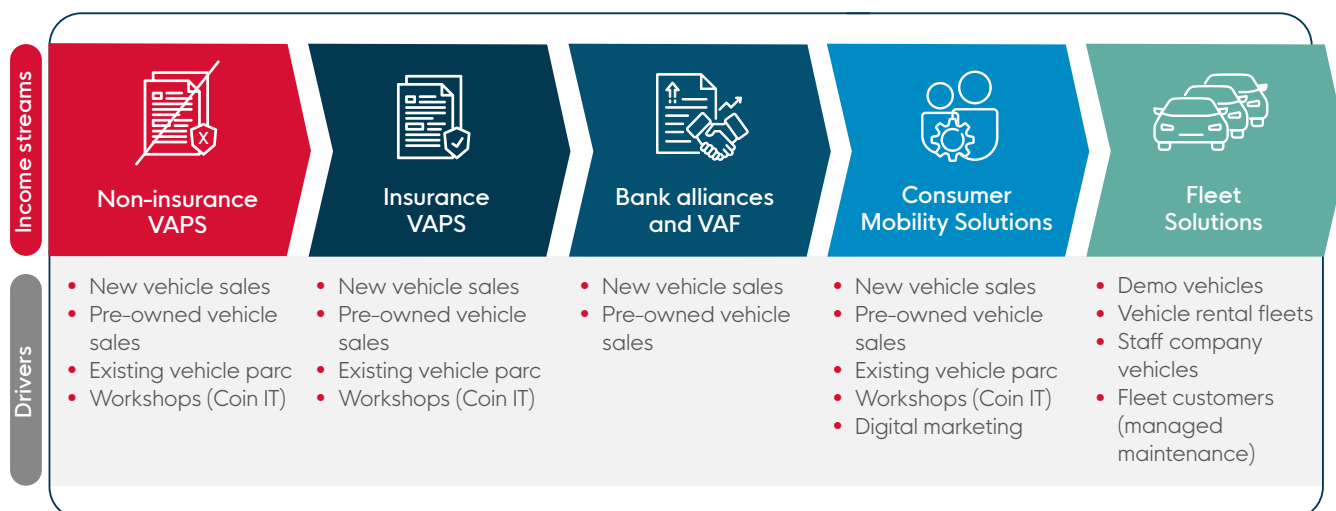 Income streams
Non-insurance
VAPS
Insurance
VAPS
Bank alliances
and VAF
Consumer
Mobility Solutions
Fleet
Solutions
Drivers
• New vehicle sales
• Pre-owned vehicle
sales
• Existing vehicle parc
• Workshops (Coin IT)
• New vehicle sales
• Pre-owned vehicle
sales
• Existing vehicle parc
• Workshops (Coin IT)
• New vehicle sales
• Pre-owned vehicle
sales
• New vehicle sales
• Pre-owned vehicle
sales
• Existing vehicle parc
• Workshops (Coin IT)
• Digital marketing
• Demo vehicles
• Vehicle rental fleets
• Staff company
vehicles
• Fleet customers
(managed
maintenance)